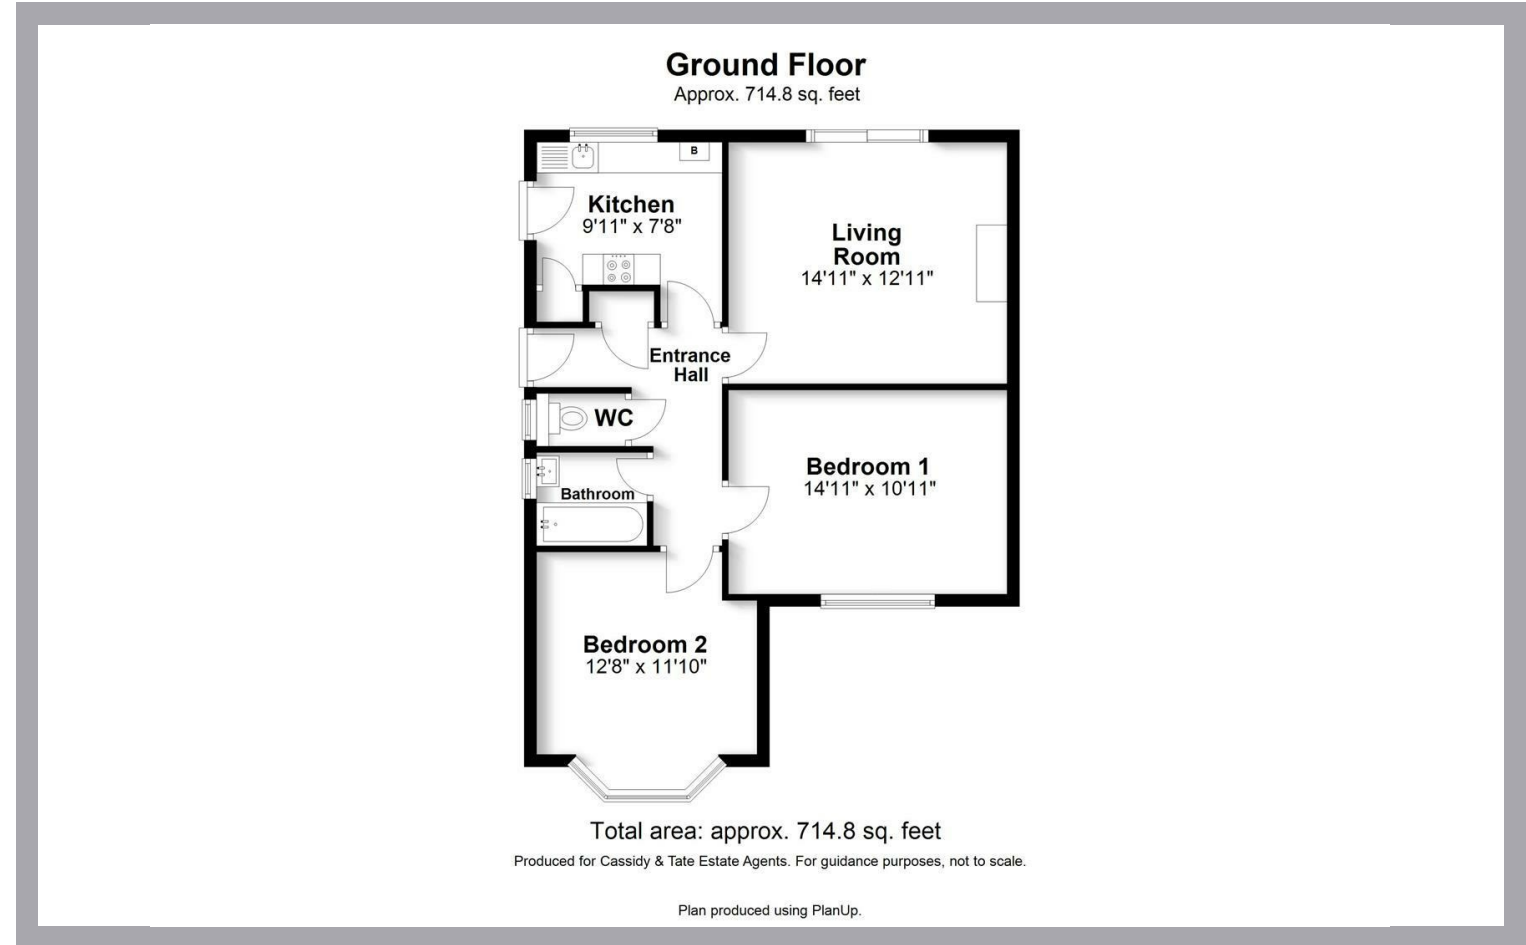 Ground Floor
Approx. 714.8 sq. feet
B
Kitchen
9'11" x 7'8"
Living
Room
14'11" x 12'11"
Entrance
Hall
WC
Bathroom
Bedroom 1
14'11" x 10'11"
Bedroom 2
12'8" x 11'10"
Total area: approx. 714.8 sq. feet
Produced for Cassidy & Tate Estate Agents. For guidance purposes, not to scale.
Plan produced using PlanUp.